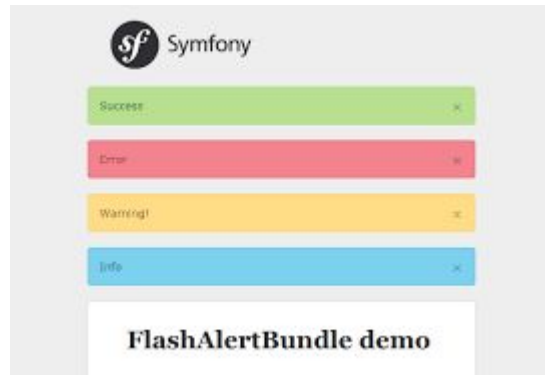 sf Symfony
Success ×
Error ×
Warning! ×
Info ×
FlashAlertBundle demo